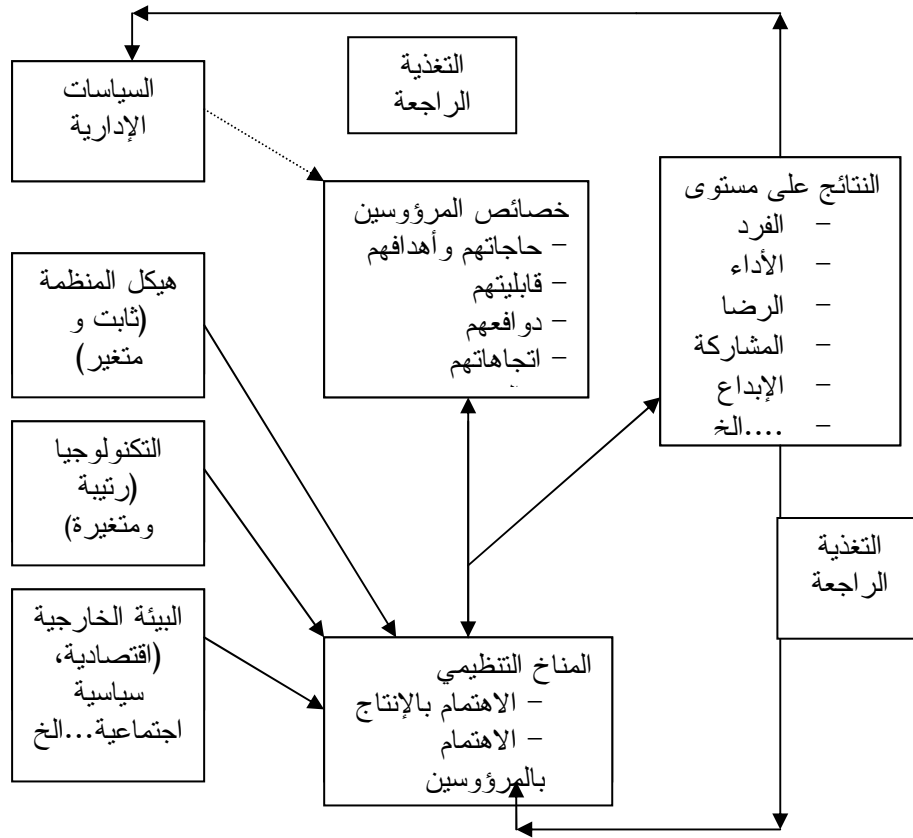 التغذية
الراجعة
السياسات
الإدارية
النتائج على مستوى
– الفرد
– الأداء
– الرضا
– المشاركة
– الإبداع
– ....الخ
خصائص المرؤوسين
– حاجاتهم وأهدافهم
– قابليتهم
– دوافعهم
– اتجاهاتهم
هيكل المنظمة
(ثابت و
متغير)
التكنولوجيا
(رتيبة
ومتغيرة)
التغذية
الراجعة
البيئة الخارجية
(اقتصادية،
سياسية
اجتماعية...الخ
المناخ التنظيمي
– الاهتمام بالإنتاج
– الاهتمام
بالمرؤوسين